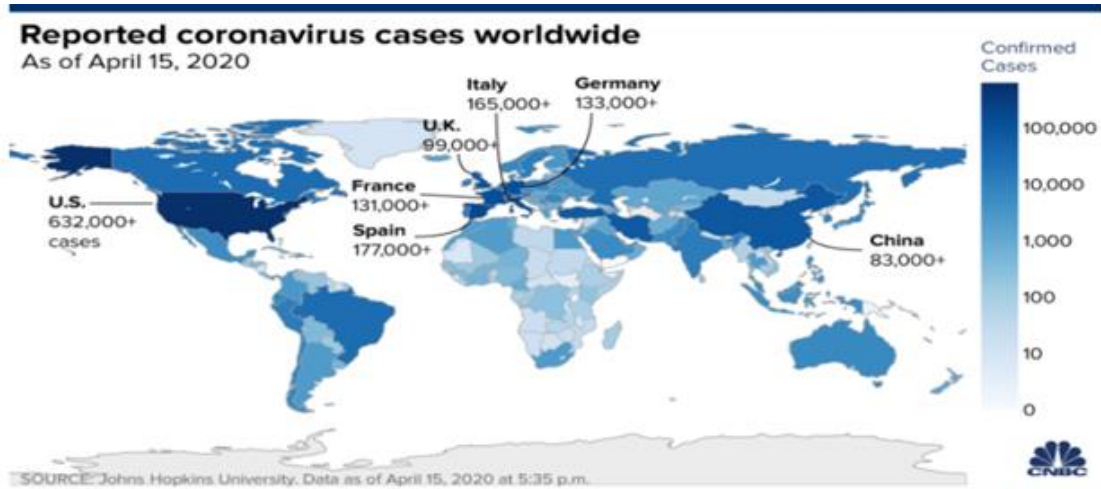 Reported coronavirus cases worldwide
As of April 15, 2020
Confirmed
Cases
100,000
10,000
1,000
100
10
0
Italy
165,000+
Germany
133,000+
U.K.
99,000+
France
131,000+
Spain
177,000+
U.S.
632,000+
cases
China
83,000+
SOURCE: Johns Hopkins University. Data as of April 15, 2020 at 5:35 p.m.
CNBC